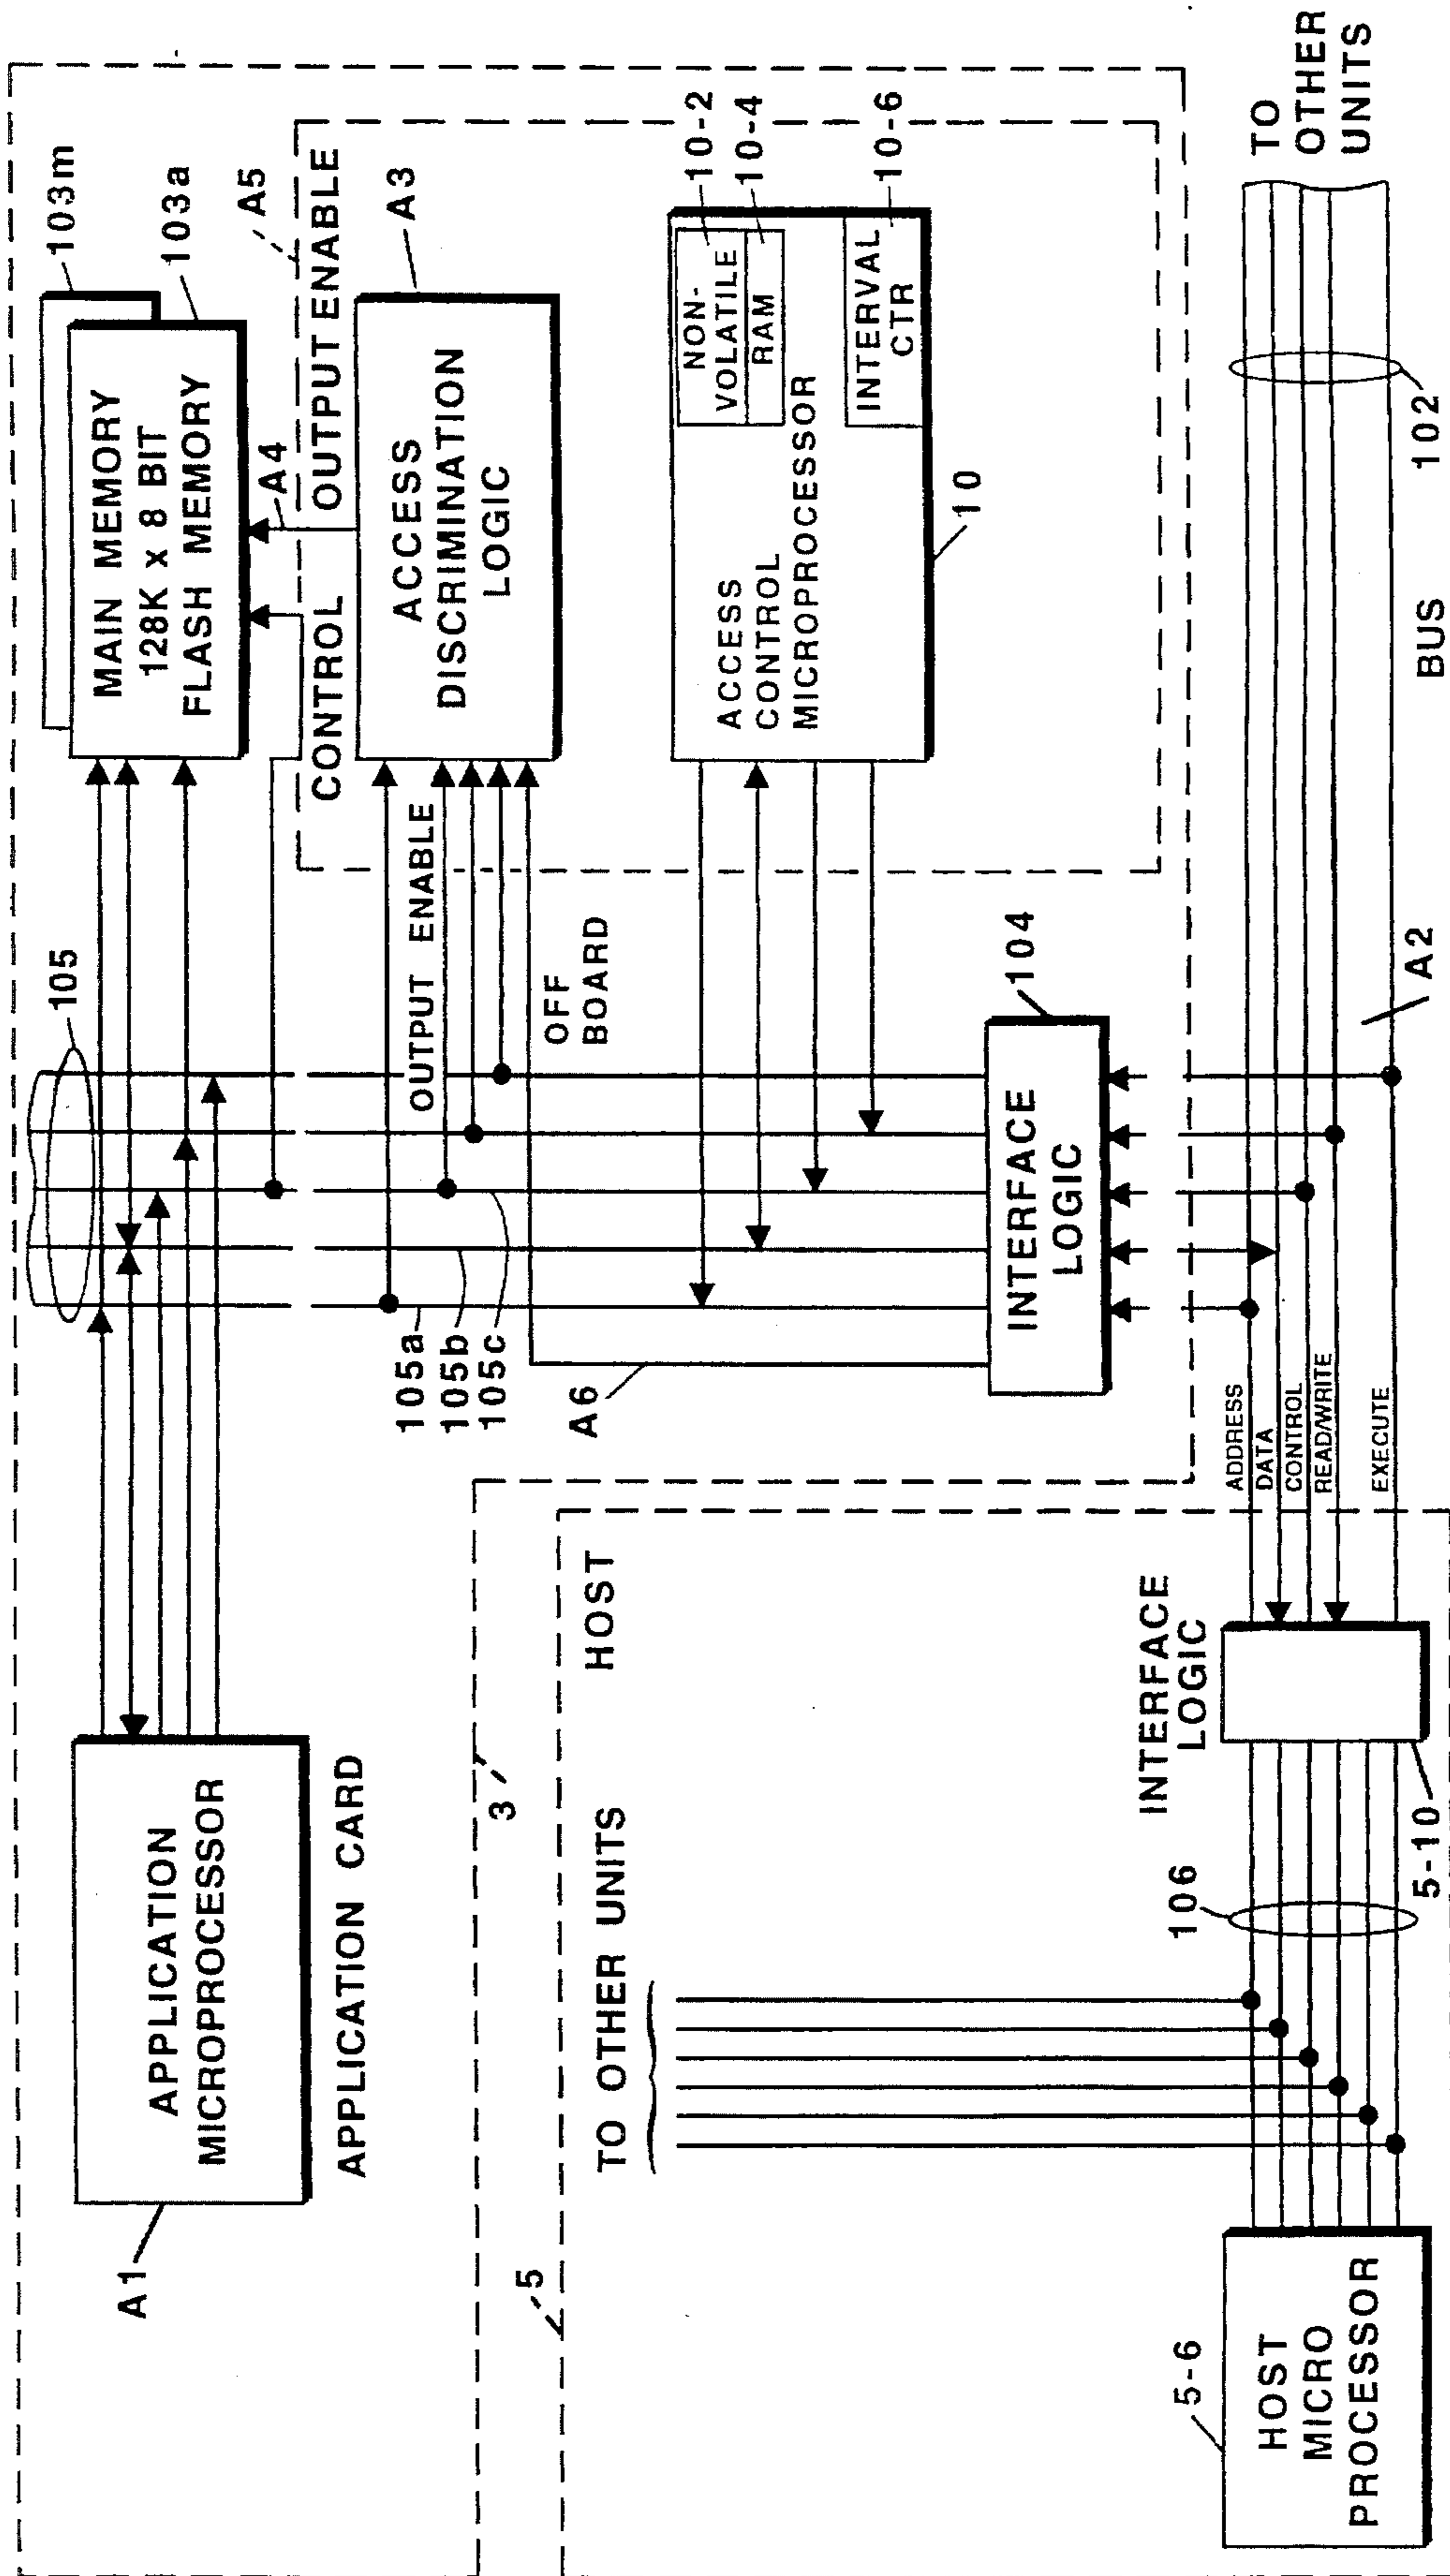 A1
APPLICATION
MICROPROCESSOR
APPLICATION CARD
105
MAIN MEMORY
128K x 8 BIT
FLASH MEMORY
103m
103a
A4
A5
CONTROL
OUTPUT ENABLE
ACCESS
DISCRIMINATION
LOGIC
A3
OUTPUT ENABLE
OFF
BOARD
105a
105b
105c
A6
ACCESS
CONTROL
MICROPROCESSOR
NON-
VOLATILE
RAM
INTERVAL
CTR
10-2
10-4
10-6
10
INTERFACE
LOGIC
104
3
5
HOST
TO OTHER UNITS
5-6
HOST
MICRO
PROCESSOR
106
INTERFACE
LOGIC
5-10
ADDRESS
DATA
CONTROL
READ/WRITE
EXECUTE
A2
BUS
102
TO
OTHER
UNITS